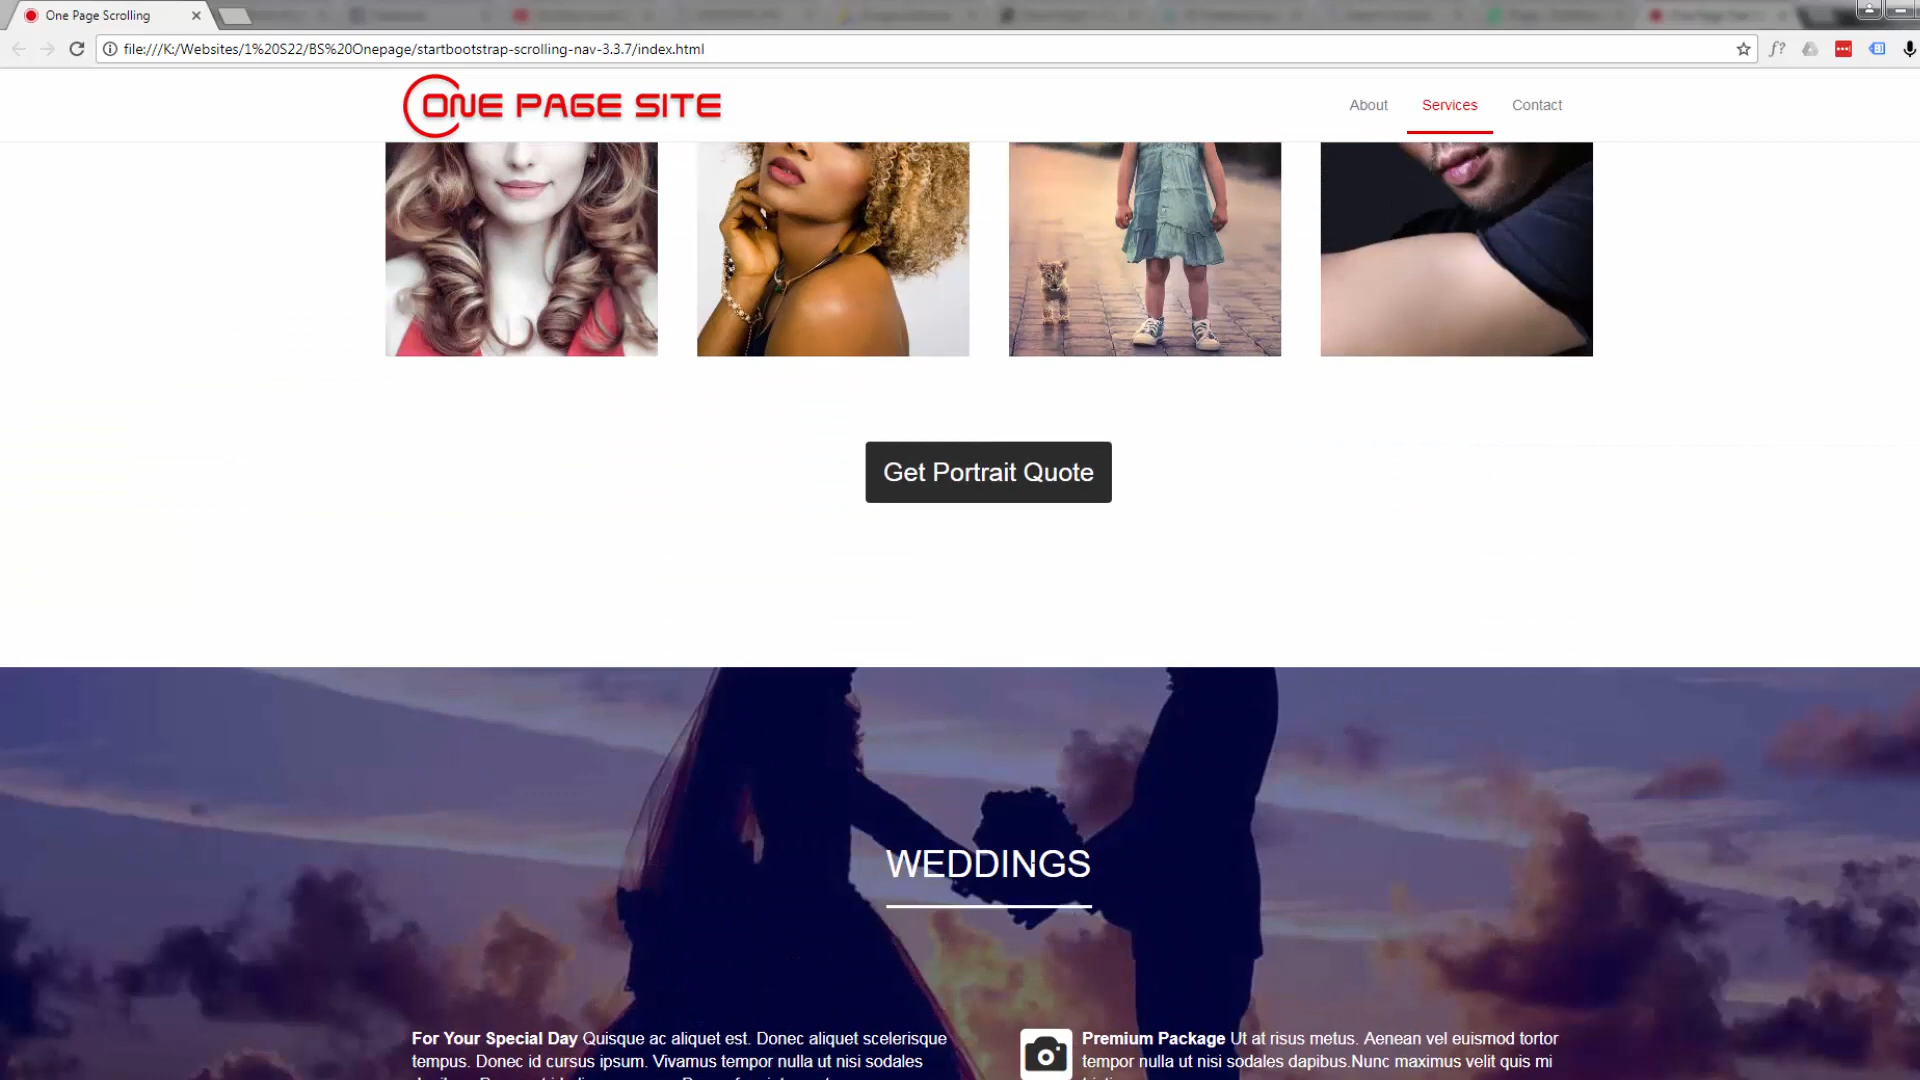 One Page Scrolling
file:///K:/Websites/1%20S22/BS%20Onepage/startbootstrap-scrolling-nav-3.3.7/index.html
f?
ONE PAGE SITE
About
Services
Contact
Get Portrait Quote
WEDDINGS
For Your Special Day Quisque ac aliquet est. Donec aliquet scelerisque
tempus. Donec id cursus ipsum. Vivamus tempor nulla ut nisi sodales
Premium Package Ut at risus metus. Aenean vel euismod tortor
tempor nulla ut nisi sodales dapibus.Nunc maximus velit quis mi